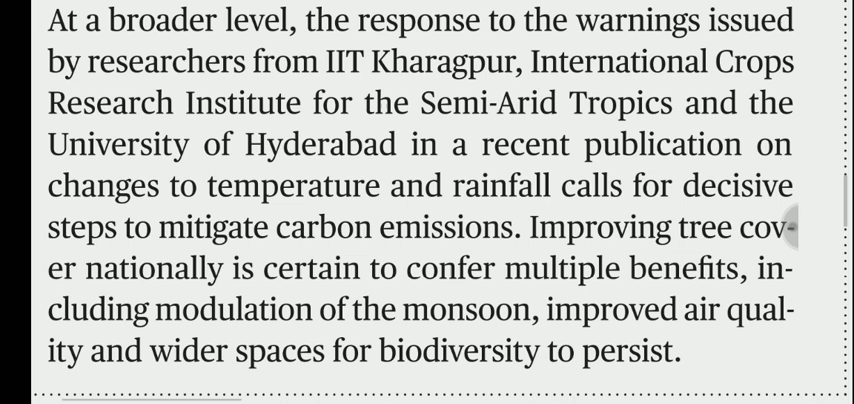 At a broader level, the response to the warnings issued
by researchers from IIT Kharagpur, International Crops
Research Institute for the Semi-Arid Tropics and the
University of Hyderabad in a recent publication on
changes to temperature and rainfall calls for decisive
steps to mitigate carbon emissions. Improving tree cov-
er nationally is certain to confer multiple benefits, in-
cluding modulation of the monsoon, improved air qual-
ity and wider spaces for biodiversity to persist.